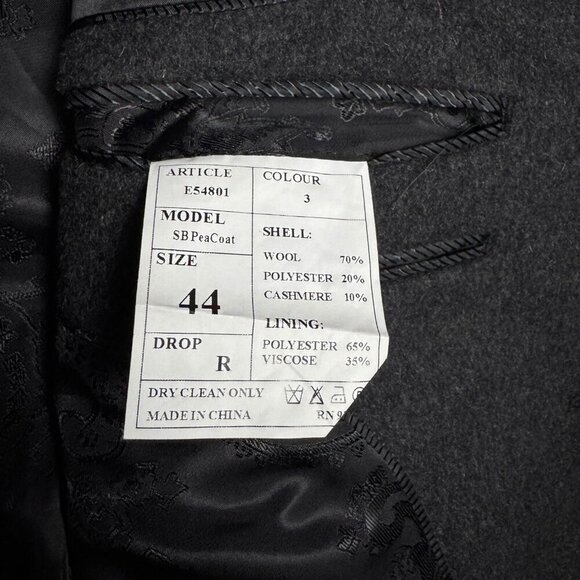 ARTICLE
E54801
COLOUR
3
MODEL
SB PeaCoat
SIZE
44
DROP
R
SHELL:
WOOL 70%
POLYESTER 20%
CASHMERE 10%
LINING:
POLYESTER 65%
VISCOSE 35%
DRY CLEAN ONLY
MADE IN CHINA
RN